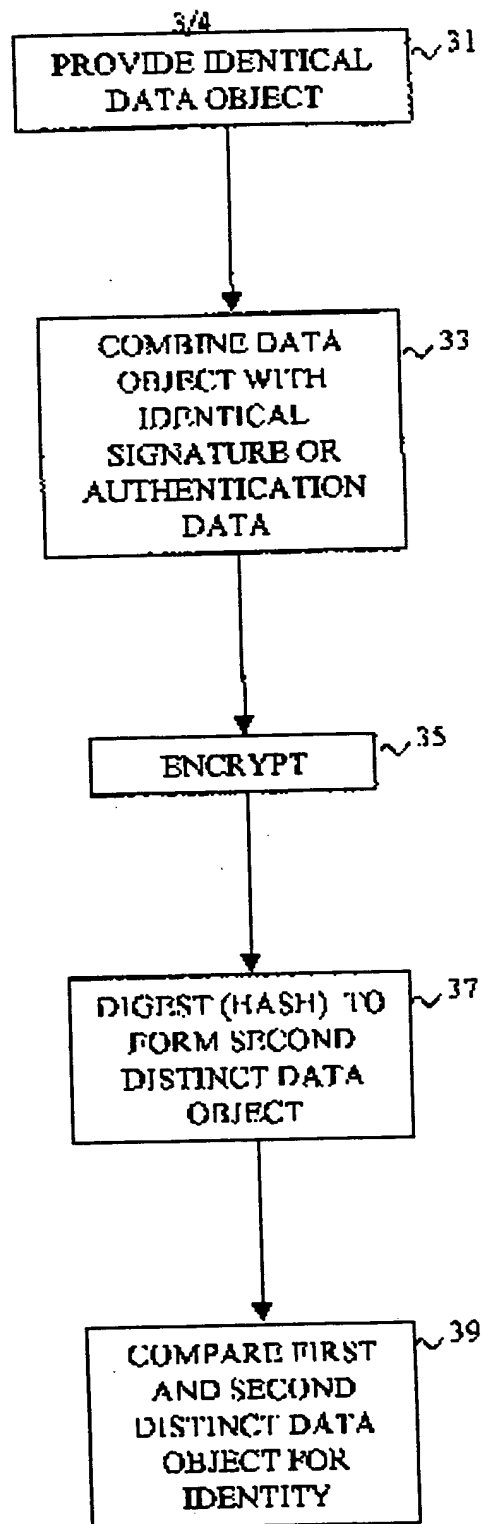 3/4
PROVIDE IDENTICAL
DATA OBJECT
31
COMBINE DATA
OBJECT WITH
IDENTICAL
SIGNATURE OR
AUTHENTICATION
DATA
33
ENCRYPT
35
DIGEST (HASH) TO
FORM SECOND
DISTINCT DATA
OBJECT
37
COMPARE FIRST
AND SECOND
DISTINCT DATA
OBJECT FOR
IDENTITY
39